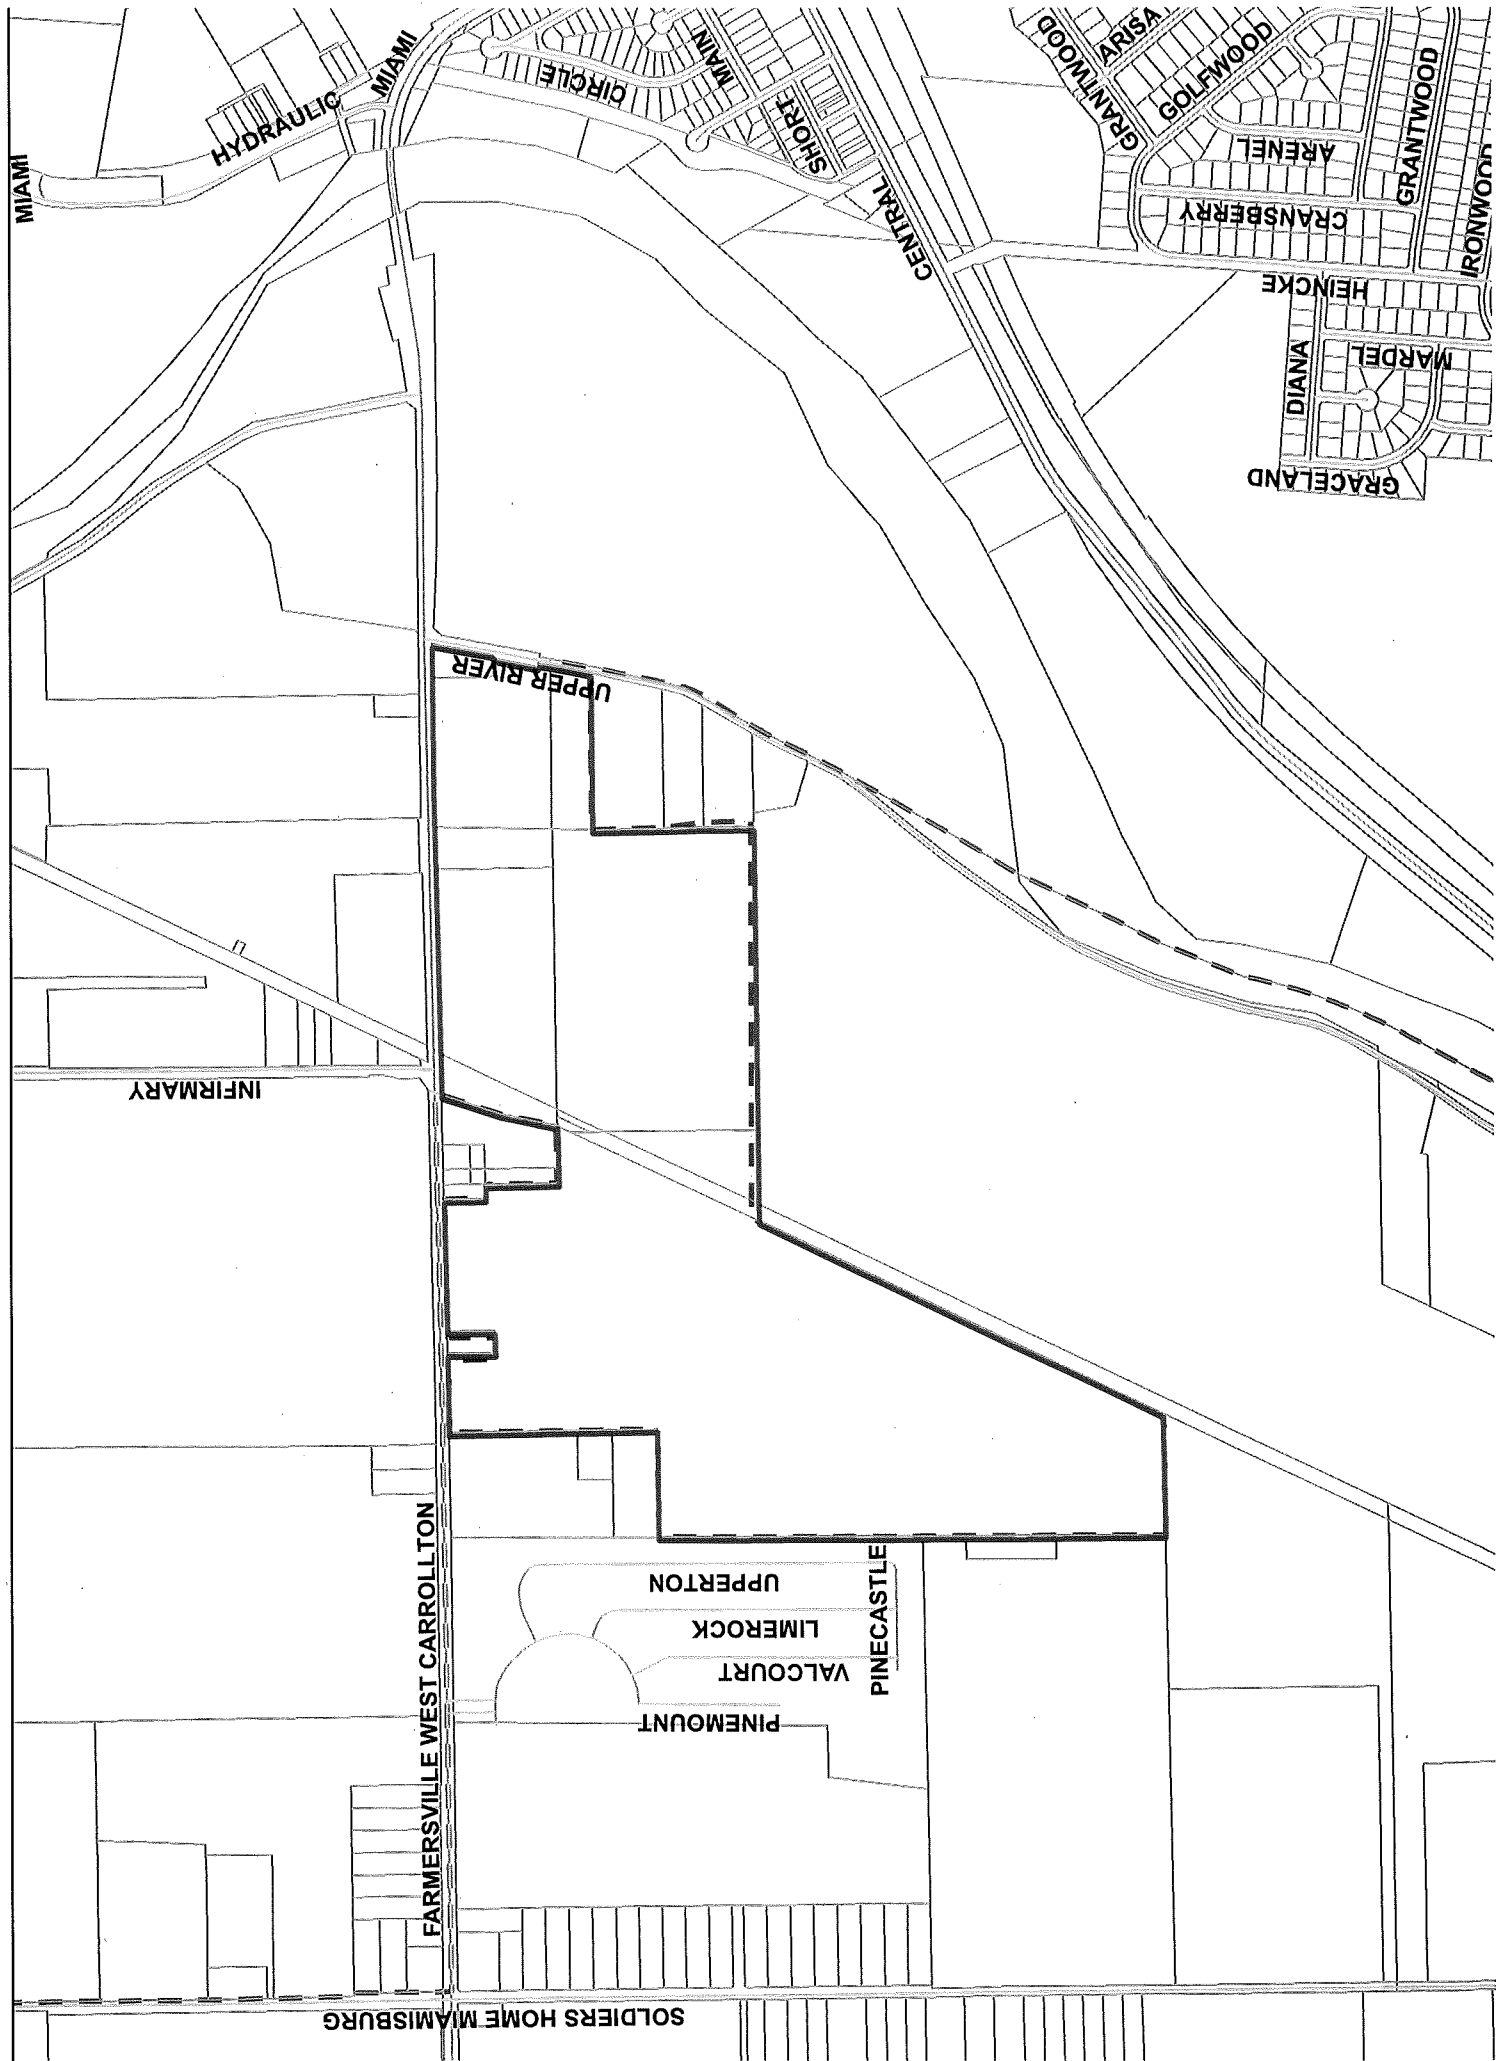 MIAMI
HYDRAULIC
MIAMI
CIRCLE
MAIN
SHORT
CENTRAL
GRANTWOOD
ARISA
GOLFWOOD
GRANTWOOD
ARENEL
CRANSBERRY
IRONWOOD
HEINCKE
DIANA
MARDEL
GRACELAND
UPPER RIVER
INFIRMARY
FARMERSVILLE WEST CARROLLTON
UPPERTON
LIMEROCK
VALCOURT
PINECASTLE
PINEMOUNT
SOLDIERS HOME MIAMISBURG